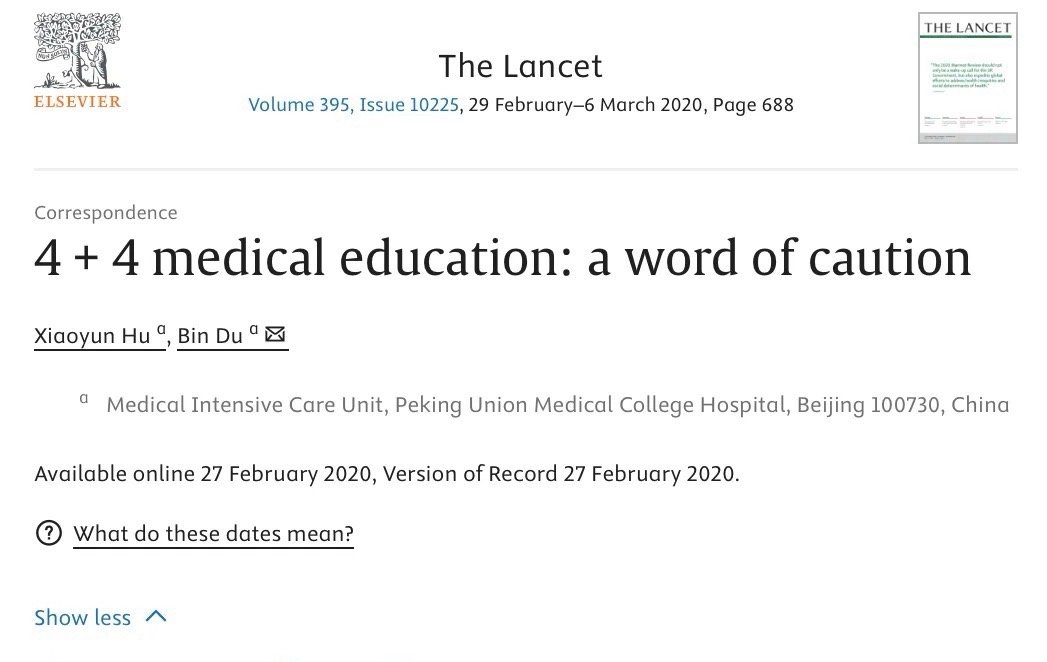 The Lancet
Volume 395, Issue 10225, 29 February–6 March 2020, Page 688
ELSEVIER
THE LANCET
Correspondence
4 + 4 medical education: a word of caution
Xiaoyun Hu a, Bin Du a
a Medical Intensive Care Unit, Peking Union Medical College Hospital, Beijing 100730, China
Available online 27 February 2020, Version of Record 27 February 2020.
? What do these dates mean?
Show less